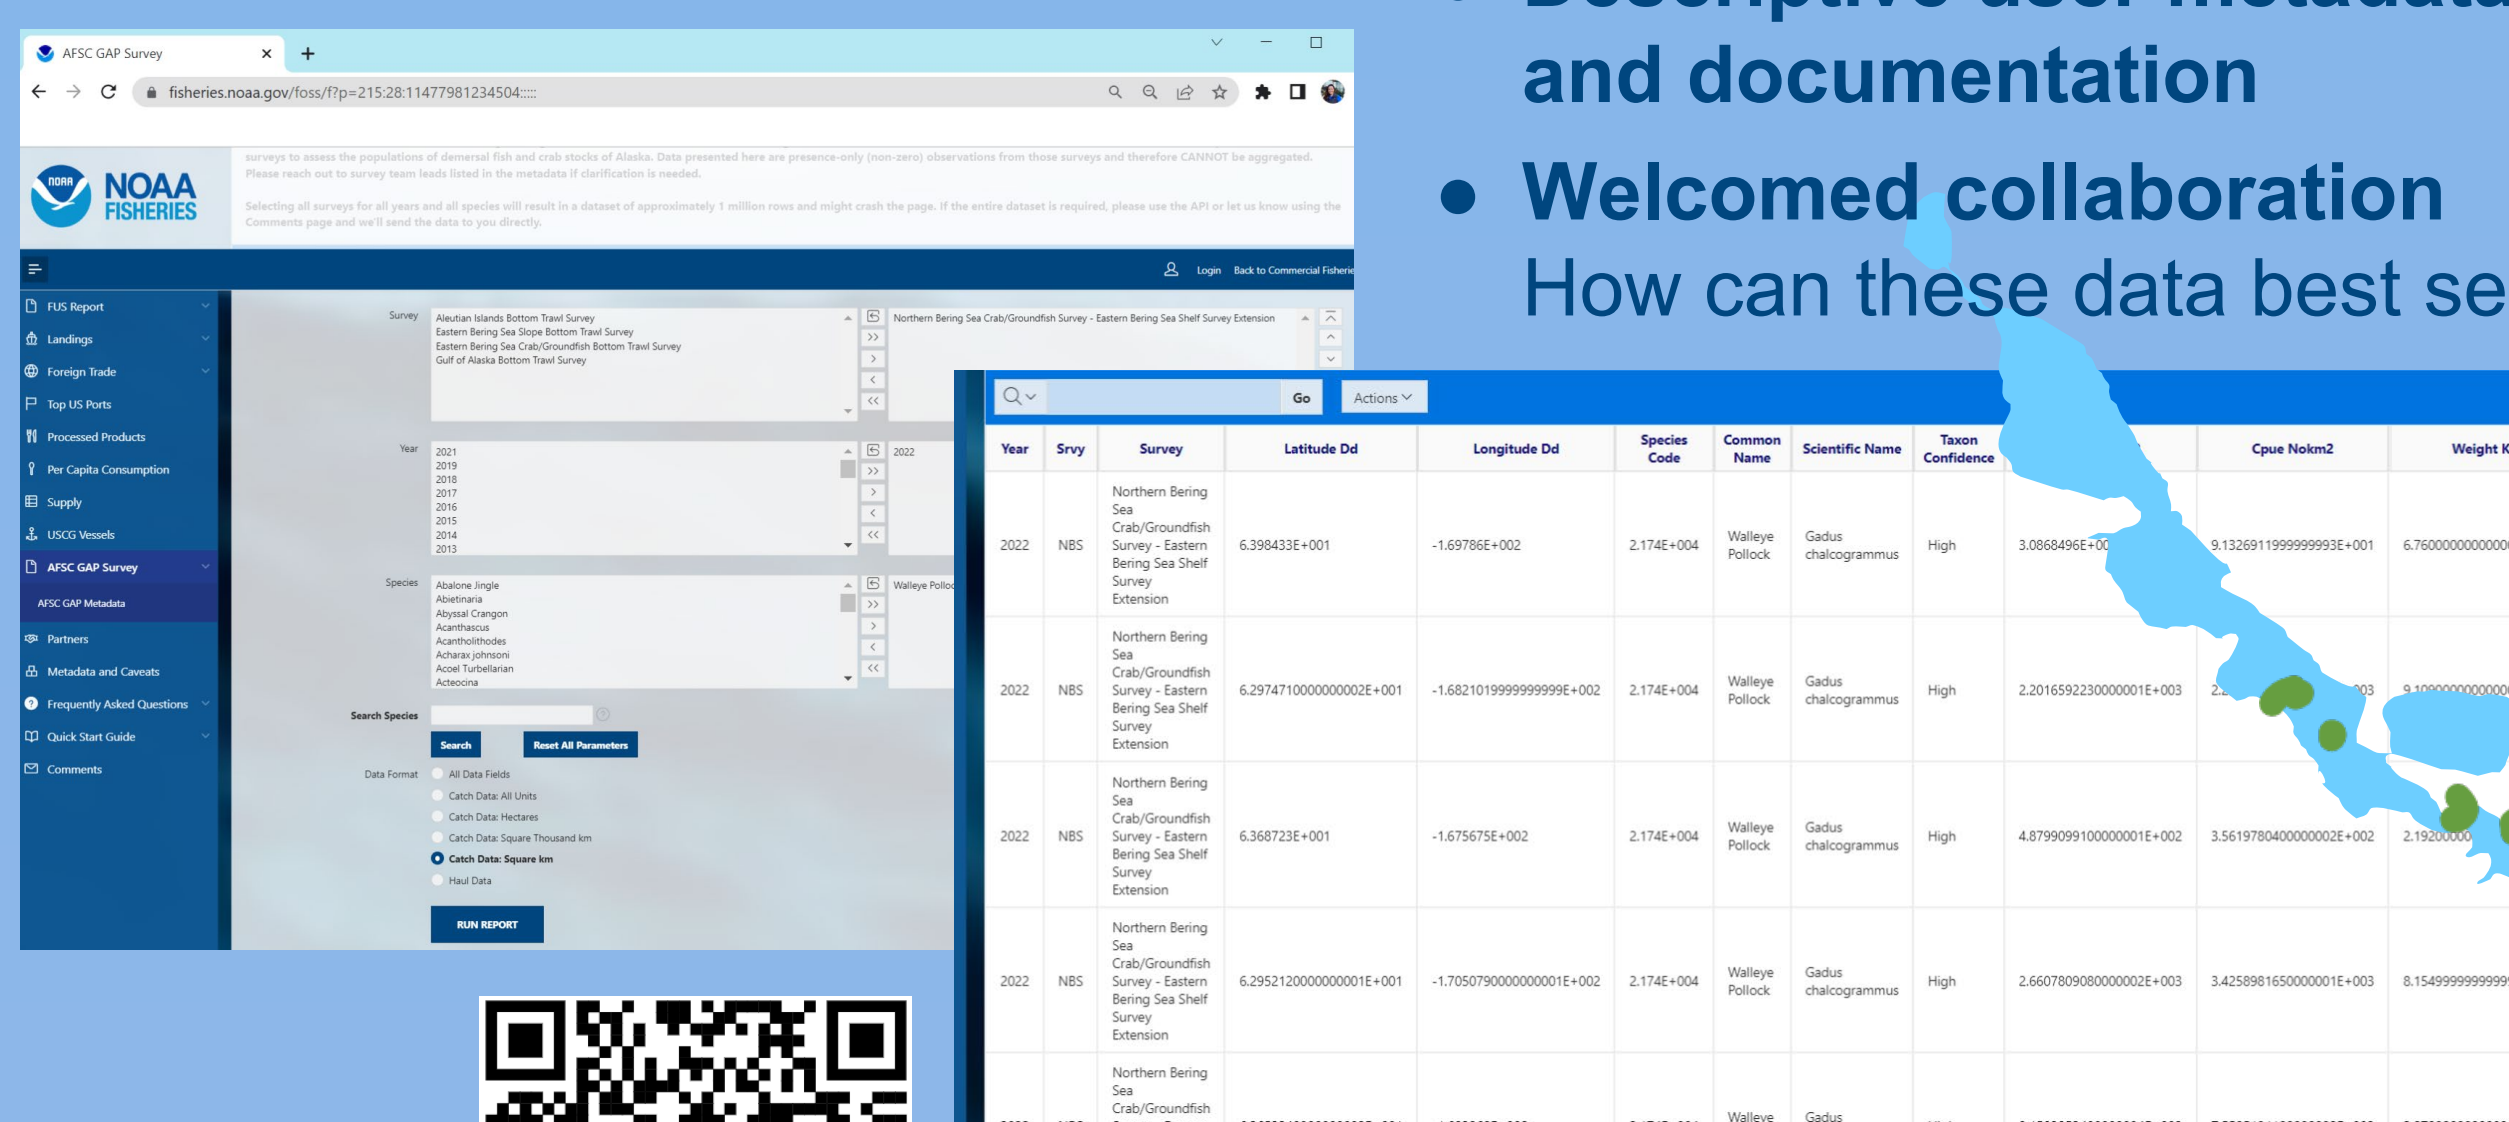 Descriptive user metadata
and documentation
● Welcomed collaboration
How can these data best se
AFSC GAP Survey
fisheries.noaa.gov/foss/f?p=215:28:11477981234504:::::
NOAA
NOAA
FISHERIES
surveys to assess the populations of demersal fish and crab stocks of Alaska. Data presented here are presence-only (non-zero) observations from those surveys and therefore CANNOT be aggregated.
Please reach out to survey team leads listed in the metadata if clarification is needed.
Selecting all surveys for all years and all species will result in a dataset of approximately 1 million rows and might crash the page. If the entire dataset is required, please use the API or let us know using the
Comments page and we'll send the data to you directly.
Login Back to Commercial Fisherie
FUS Report
Landings
Foreign Trade
Top US Ports
Processed Products
Per Capita Consumption
Supply
USCG Vessels
AFSC GAP Survey
AFSC GAP Metadata
Partners
Metadata and Caveats
Frequently Asked Questions
Quick Start Guide
Comments
Survey
Aleutian Islands Bottom Trawl Survey
Eastern Bering Sea Slope Bottom Trawl Survey
Eastern Bering Sea Crab/Groundfish Bottom Trawl Survey
Gulf of Alaska Bottom Trawl Survey
Northern Bering Sea Crab/Groundfish Survey - Eastern Bering Sea Shelf Survey Extension
Year
2021
2019
2018
2017
2016
2015
2014
2013
2022
Species
Abalone Jingle
Abietinaria
Abyssal Crangon
Acanthascus
Acantholithodes
Acharax johnsoni
Acoel Turbellarian
Acteocina
Walleye Polloc
Search Species
Search Reset All Parameters
Data Format
All Data Fields
Catch Data: All Units
Catch Data: Hectares
Catch Data: Square Thousand km
Catch Data: Square km
Haul Data
RUN REPORT
Go Actions
Year Srvy Survey Latitude Dd Longitude Dd Species Code Common Name Scientific Name Taxon Confidence Cpue Nokm2 Weight K
Northern Bering
Sea
Crab/Groundfish
2022 NBS Survey - Eastern 6.398433E+001 -1.69786E+002 2.174E+004 Walleye Pollock Gadus chalcogrammus High 3.0868496E+00 9.1326911999999993E+001 6.7600000000000
Bering Sea Shelf
Survey
Extension
Northern Bering
Sea
Crab/Groundfish
2022 NBS Survey - Eastern 6.2974710000000002E+001 -1.6821019999999999E+002 2.174E+004 Walleye Pollock Gadus chalcogrammus High 2.2016592230000001E+003
Bering Sea Shelf
Survey
Extension
Northern Bering
Sea
Crab/Groundfish
2022 NBS Survey - Eastern 6.368723E+001 -1.675675E+002 2.174E+004 Walleye Pollock Gadus chalcogrammus High 4.8799099100000001E+002 3.5619780400000002E+002 2.19200000
Bering Sea Shelf
Survey
Extension
Northern Bering
Sea
Crab/Groundfish
2022 NBS Survey - Eastern 6.2952120000000001E+001 -1.7050790000000001E+002 2.174E+004 Walleye Pollock Gadus chalcogrammus High 2.6607809080000002E+003 3.4258981650000001E+003 8.1549999999999
Bering Sea Shelf
Survey
Extension
Northern Bering
Sea
Crab/Groundfish
Walleye Gadus